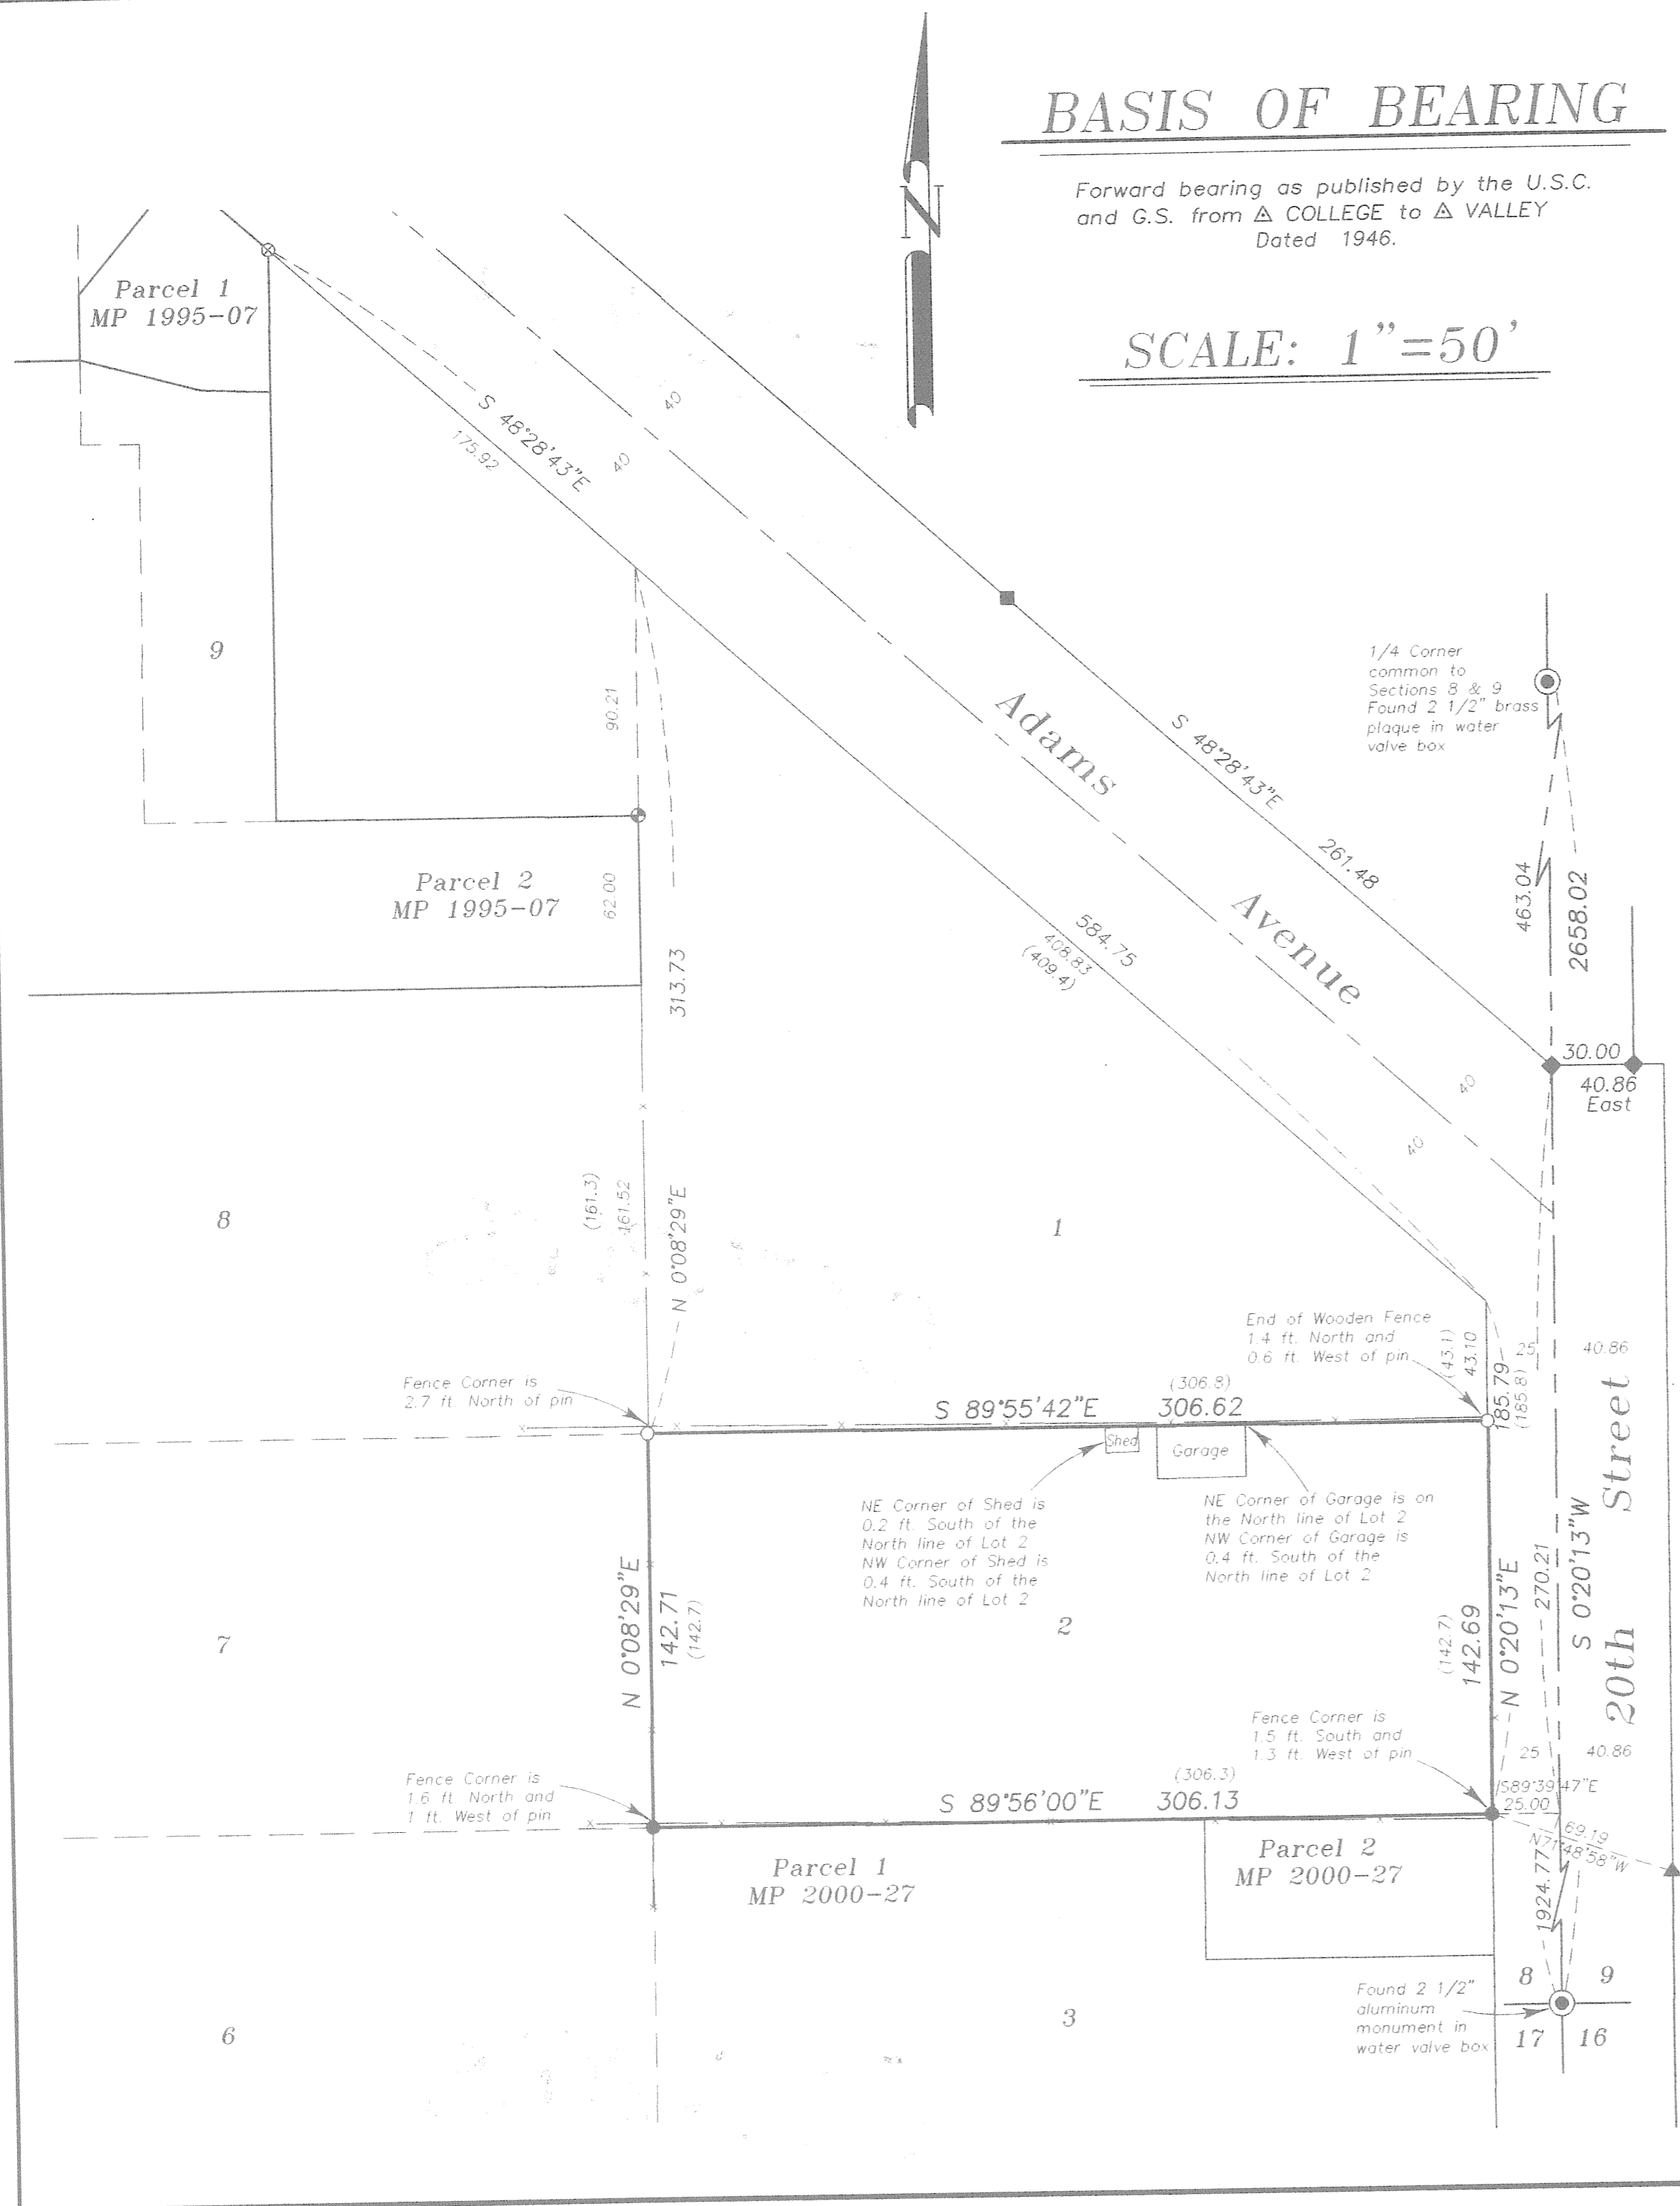 BASIS OF BEARING
Forward bearing as published by the U.S.C.
and G.S. from △ COLLEGE to △ VALLEY
Dated 1946.
SCALE: 1"=50'
N
Parcel 1
MP 1995-07
S 48°28'43"E
175.92
40
40
9
90.21
1/4 Corner
common to
Sections 8 & 9
Found 2 1/2" brass
plaque in water
valve box
Adams
Avenue
S 48°28'43"E
261.48
463.04
2658.02
Parcel 2
MP 1995-07
62.00
313.73
584.75
408.83
(409.4)
30.00
40.86
East
40
40
8
(161.3)
161.52
N 0°08'29"E
1
End of Wooden Fence
1.4 ft. North and
0.6 ft. West of pin
(43.1)
43.10
185.79
(185.8)
25
40.86
Fence Corner is
2.7 ft North of pin
S 89°55'42"E
(306.8)
306.62
Shed
Garage
NE Corner of Shed is
0.2 ft. South of the
North line of Lot 2
NW Corner of Shed is
0.4 ft. South of the
North line of Lot 2
NE Corner of Garage is on
the North line of Lot 2
NW Corner of Garage is
0.4 ft. South of the
North line of Lot 2
7
N 0°08'29"E
142.71
(142.7)
2
(142.7)
142.69
N 0°20'13"E
270.21
S 0°20'13"W
20th Street
Fence Corner is
1.5 ft. South and
1.3 ft. West of pin
25
40.86
Fence Corner is
1.6 ft North and
1 ft. West of pin
S 89°56'00"E
(306.3)
306.13
S89°39'47"E
25.00
69.19
N71°48'58"W
1924.77
Parcel 1
MP 2000-27
Parcel 2
MP 2000-27
6
3
Found 2 1/2"
aluminum
monument in
water valve box
8
9
17
16